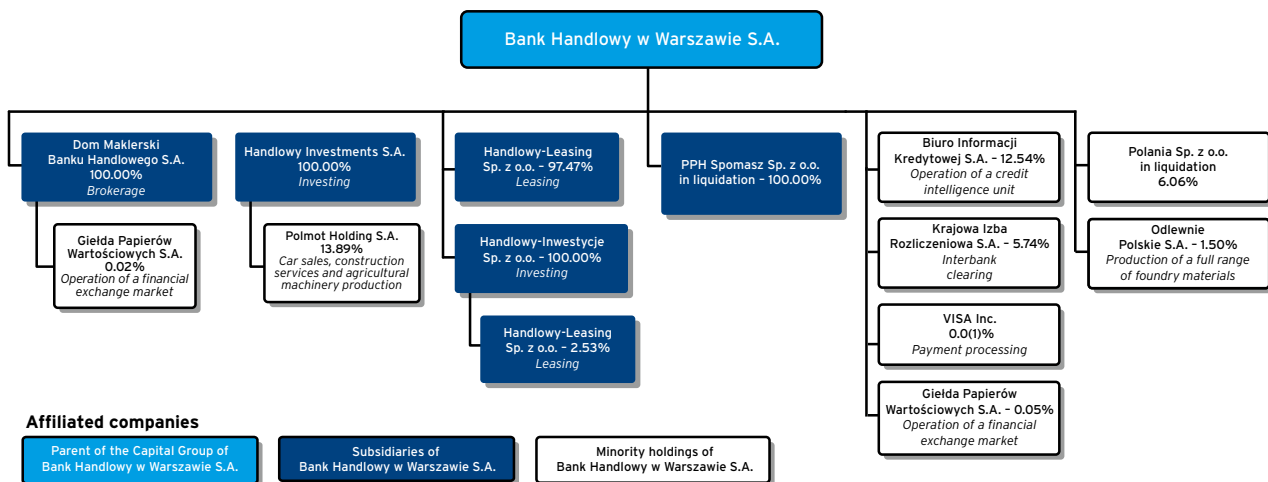 Bank Handlowy w Warszawie S.A.
Dom Maklerski
Banku Handlowego S.A.
100.00%
Brokerage
Giełda Papierów
Wartościowych S.A.
0.02%
Operation of a financial
exchange market
Handlowy Investments S.A.
100.00%
Investing
Polmot Holding S.A.
13.89%
Car sales, construction
services and agricultural
machinery production
Handlowy-Leasing
Sp. z o.o. – 97.47%
Leasing
Handlowy-Inwestycje
Sp. z o.o. – 100.00%
Investing
Handlowy-Leasing
Sp. z o.o. – 2.53%
Leasing
PPH Spomasz Sp. z o.o.
in liquidation – 100.00%
Biuro Informacji
Kredytowej S.A. – 12.54%
Operation of a credit
intelligence unit
Krajowa Izba
Rozliczeniowa S.A. – 5.74%
Interbank
clearing
VISA Inc.
0.0(1)%
Payment processing
Giełda Papierów
Wartościowych S.A. – 0.05%
Operation of a financial
exchange market
Polania Sp. z o.o.
in liquidation
6.06%
Odlewnie
Polskie S.A. – 1.50%
Production of a full range
of foundry materials
Affiliated companies
Parent of the Capital Group of
Bank Handlowy w Warszawie S.A.
Subsidiaries of
Bank Handlowy w Warszawie S.A.
Minority holdings of
Bank Handlowy w Warszawie S.A.